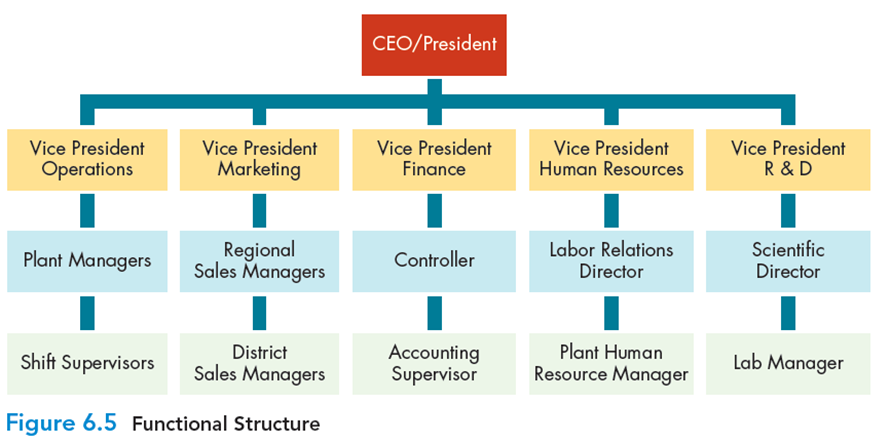 CEO/President
Vice President
Operations
Vice President
Marketing
Vice President
Finance
Vice President
Human Resources
Vice President
R & D
Plant Managers
Regional
Sales Managers
Controller
Labor Relations
Director
Scientific
Director
Shift Supervisors
District
Sales Managers
Accounting
Supervisor
Plant Human
Resource Manager
Lab Manager
Figure 6.5 Functional Structure